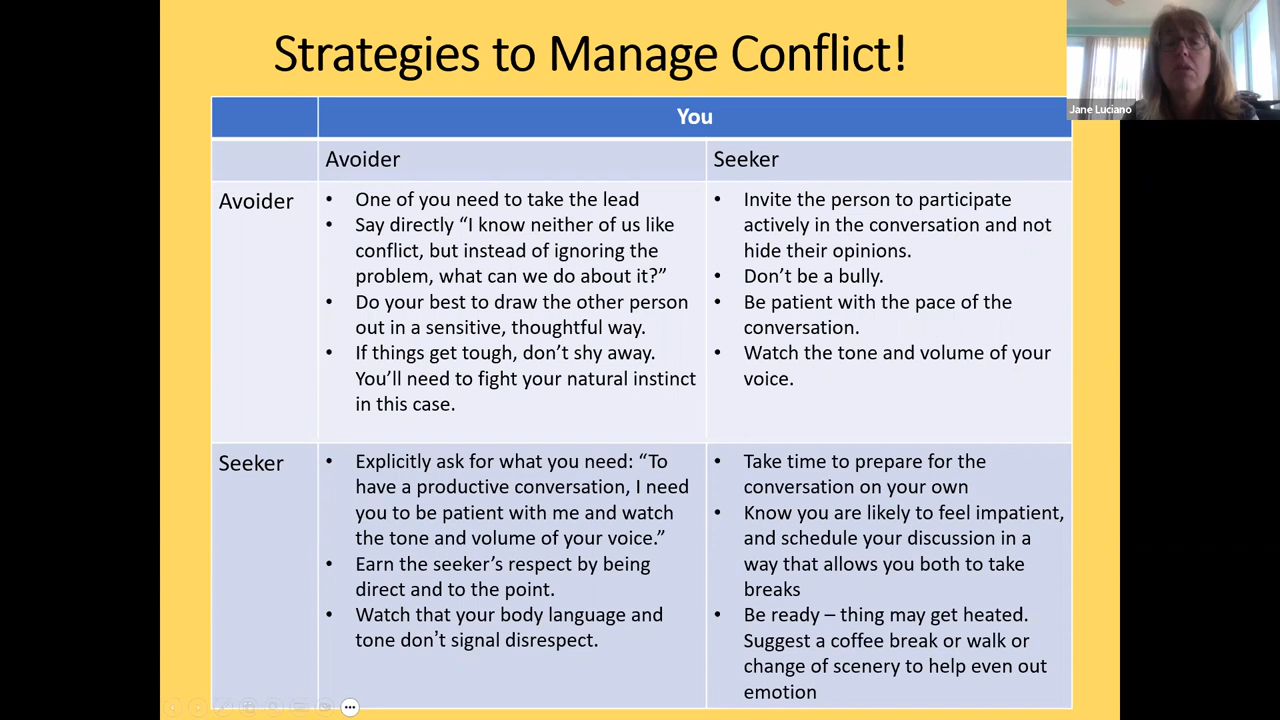 Strategies to Manage Conflict!
Jane Luciano
You
Avoider
Seeker
Avoider
• One of you need to take the lead
• Say directly “I know neither of us like
conflict, but instead of ignoring the
problem, what can we do about it?”
• Do your best to draw the other person
out in a sensitive, thoughtful way.
• If things get tough, don’t shy away.
You’ll need to fight your natural instinct
in this case.
• Invite the person to participate
actively in the conversation and not
hide their opinions.
• Don’t be a bully.
• Be patient with the pace of the
conversation.
• Watch the tone and volume of your
voice.
Seeker
• Explicitly ask for what you need: “To
have a productive conversation, I need
you to be patient with me and watch
the tone and volume of your voice.”
• Earn the seeker’s respect by being
direct and to the point.
• Watch that your body language and
tone don’t signal disrespect.
• Take time to prepare for the
conversation on your own
• Know you are likely to feel impatient,
and schedule your discussion in a
way that allows you both to take
breaks
• Be ready – thing may get heated.
Suggest a coffee break or walk or
change of scenery to help even out
emotion